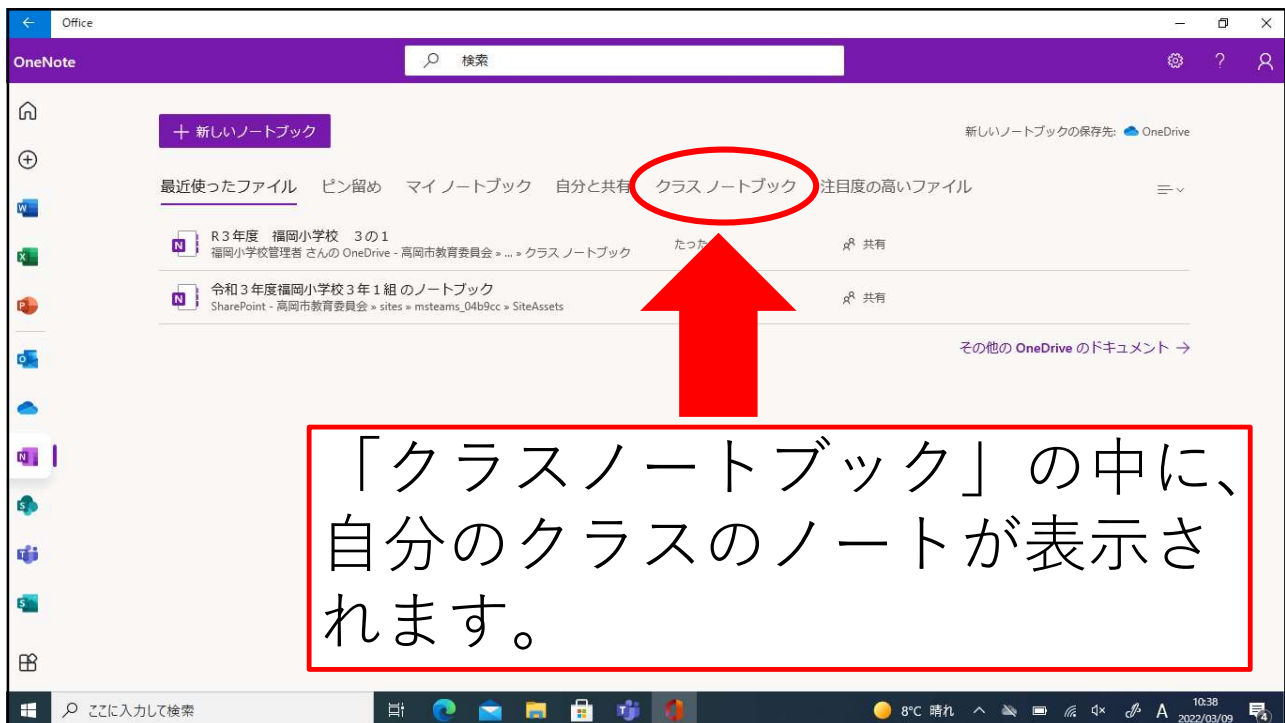 Office
OneNote
検索
新しいノートブック
新しいノートブックの保存先: OneDrive
最近使ったファイル ピン留め マイ ノートブック 自分と共有 クラス ノートブック 注目度の高いファイル
R３年度　福岡小学校　３の１
福岡小学校管理者 さんの OneDrive - 高岡市教育委員会 » ... » クラス ノートブック
たった
共有
令和３年度福岡小学校３年１組 のノートブック
SharePoint - 高岡市教育委員会 » sites » msteams_04b9cc » SiteAssets
共有
その他の OneDrive のドキュメント →
「クラスノートブック」の中に、
自分のクラスのノートが表示さ
れます。
ここに入力して検索
8°C 晴れ
A
10:38
2022/03/09